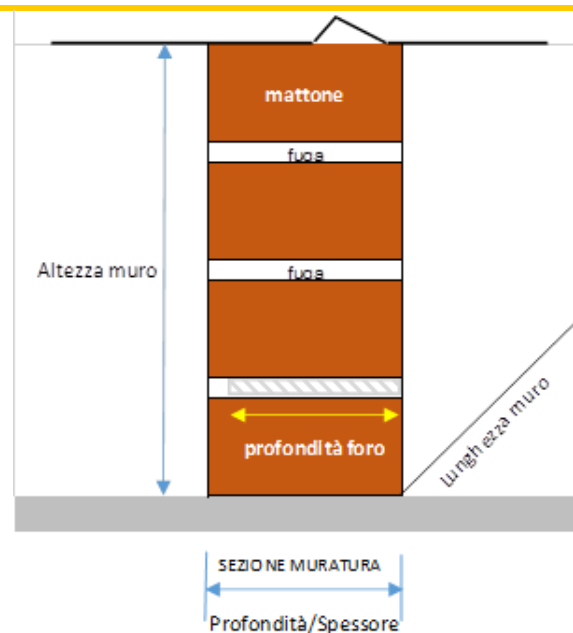 mattone
fuga
Altezza muro
fuga
profondità foro
Lunghezza muro
SEZIONE MURATURA
Profondità/Spessore